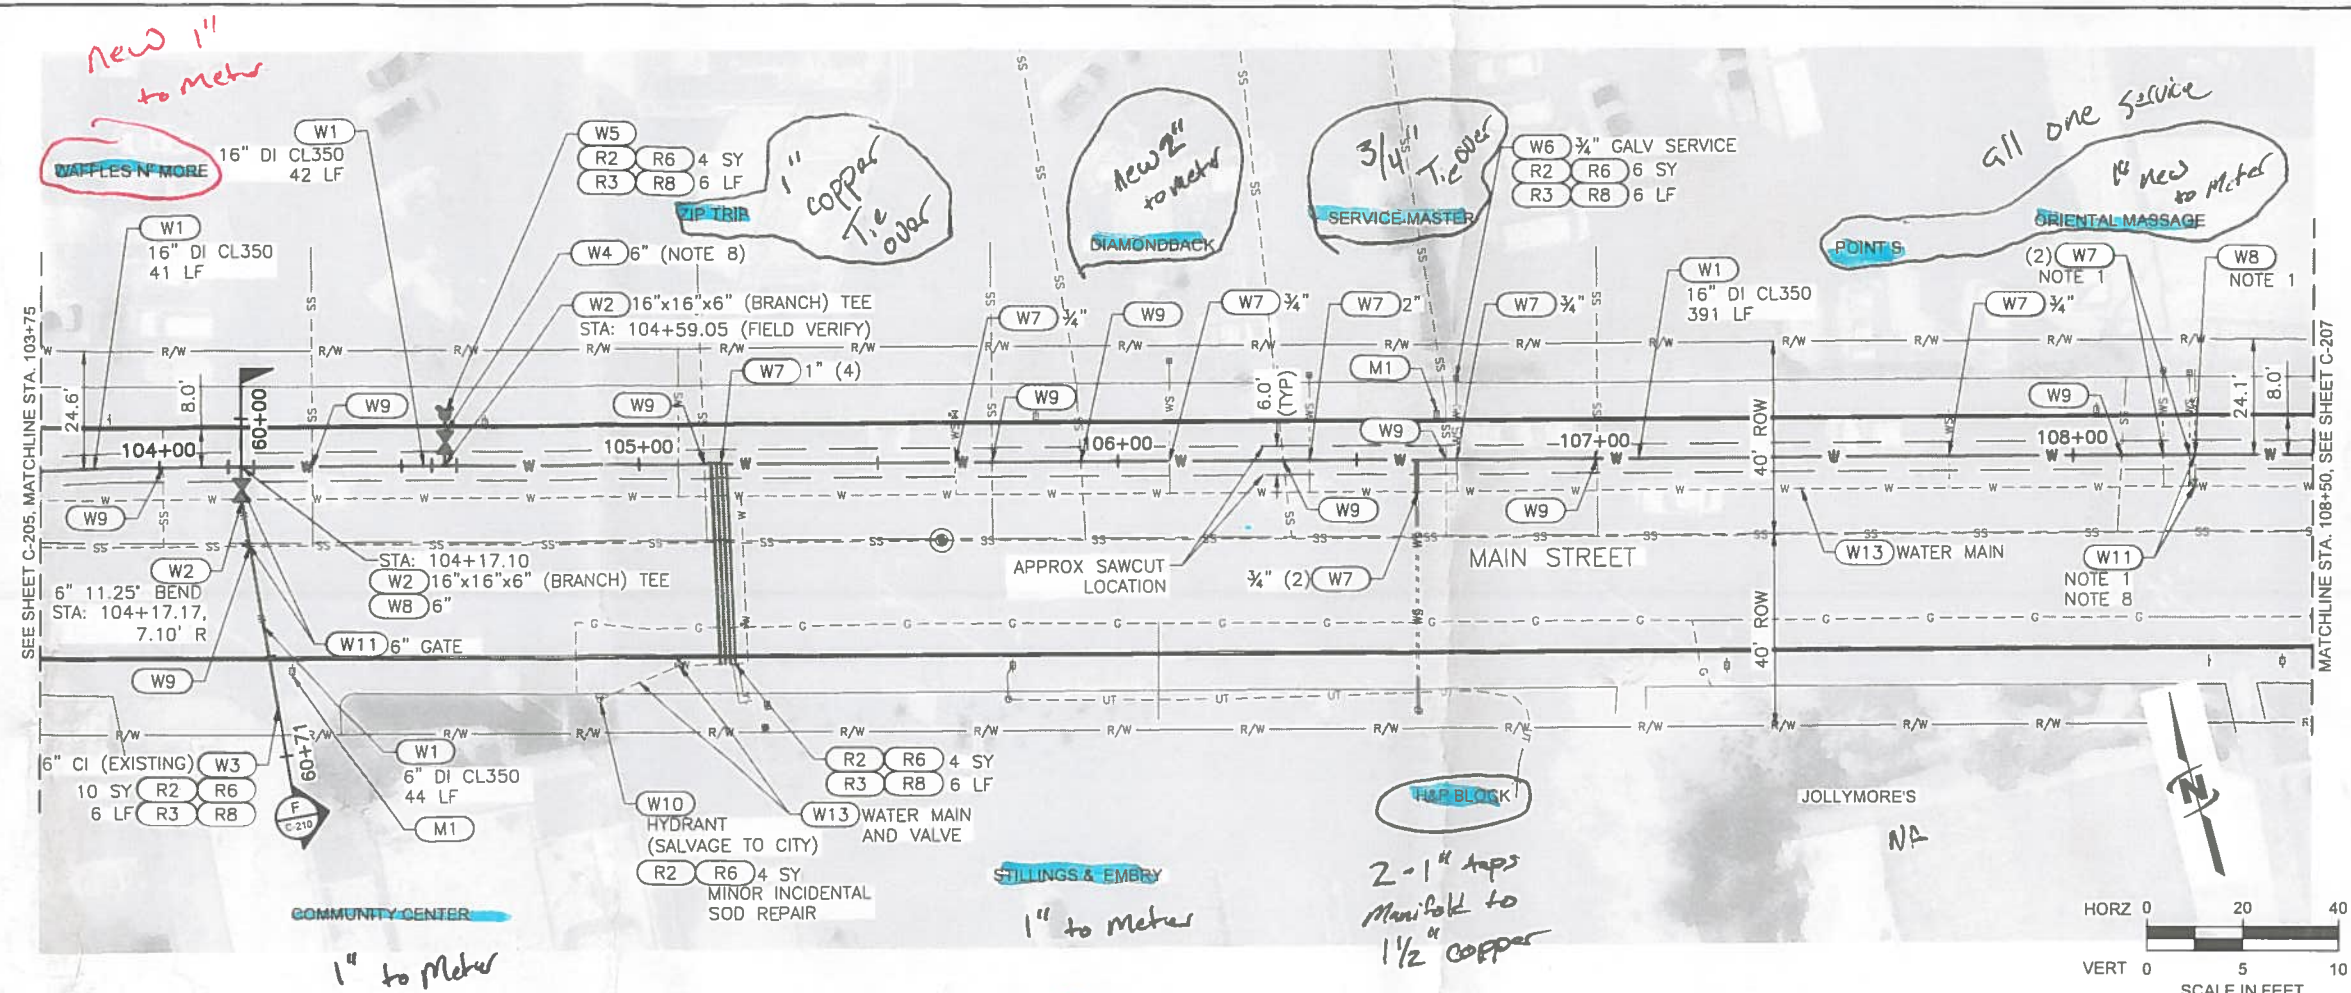 new 1"
to meter
WAFFLES N' MORE
W1
16" DI CL350
42 LF
W1
16" DI CL350
41 LF
W5
R2 R6 4 SY
R3 R8 6 LF
ZIP TRIP
1"
copper
Tie
over
W4 6" (NOTE 8)
W2 16"x16"x6" (BRANCH) TEE
STA: 104+59.05 (FIELD VERIFY)
W7 1" (4)
new 2"
to meter
DIAMONDBACK
3/4"
Tie over
SERVICE MASTER
W6 ¾" GALV SERVICE
R2 R6 6 SY
R3 R8 6 LF
all one service
1" new
to meter
ORIENTAL MASSAGE
POINT S
(2) W7
NOTE 1
W8
NOTE 1
W7 ¾"
W9
W7 ¾"
W7 2"
W7 ¾"
W1
16" DI CL350
391 LF
W7 ¾"
SEE SHEET C-205, MATCHLINE STA. 103+75
MATCHLINE STA. 108+50, SEE SHEET C-207
W R/W R/W R/W R/W R/W R/W R/W R/W R/W R/W R/W R/W R/W R/W
24.6'
8.0'
60+00
W9
W9
W9
6.0'
(TYP)
M1
W9
W9
24.1'
8.0'
104+00
105+00
106+00
107+00
108+00
40' ROW
40' ROW
W9
W9
W9
STA: 104+17.10
W2 16"x16"x6" (BRANCH) TEE
W8 6"
W2
6" 11.25° BEND
STA: 104+17.17,
7.10' R
W11 6" GATE
W9
APPROX SAWCUT
LOCATION
¾" (2) W7
MAIN STREET
W13 WATER MAIN
W11
NOTE 1
NOTE 8
R/W R/W R/W R/W R/W R/W R/W R/W R/W R/W R/W R/W R/W
UT UT UT
60+71
6" CI (EXISTING) W3
10 SY R2 R6
6 LF R3 R8
F
C-210
W1
6" DI CL350
44 LF
M1
W10
HYDRANT
(SALVAGE TO CITY)
R2 R6 4 SY
MINOR INCIDENTAL
SOD REPAIR
R2 R6 4 SY
R3 R8 6 LF
W13 WATER MAIN
AND VALVE
H&P BLOCK
2-1" taps
Manifold to
1 1/2" copper
JOLLYMORE'S
NA
STILLINGS & EMBRY
1" to meter
COMMUNITY CENTER
1" to meter
N
HORZ 0 20 40
VERT 0 5 10
SCALE IN FEET